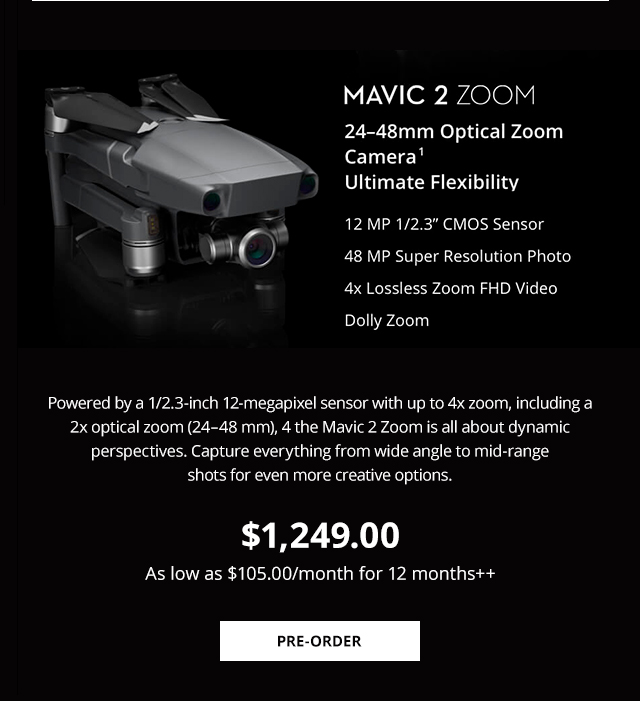 MAVIC 2 ZOOM
24–48mm Optical Zoom
Camera¹
Ultimate Flexibility
12 MP 1/2.3” CMOS Sensor
48 MP Super Resolution Photo
4x Lossless Zoom FHD Video
Dolly Zoom
Powered by a 1/2.3-inch 12-megapixel sensor with up to 4x zoom, including a
2x optical zoom (24–48 mm), 4 the Mavic 2 Zoom is all about dynamic
perspectives. Capture everything from wide angle to mid-range
shots for even more creative options.
$1,249.00
As low as $105.00/month for 12 months++
PRE-ORDER